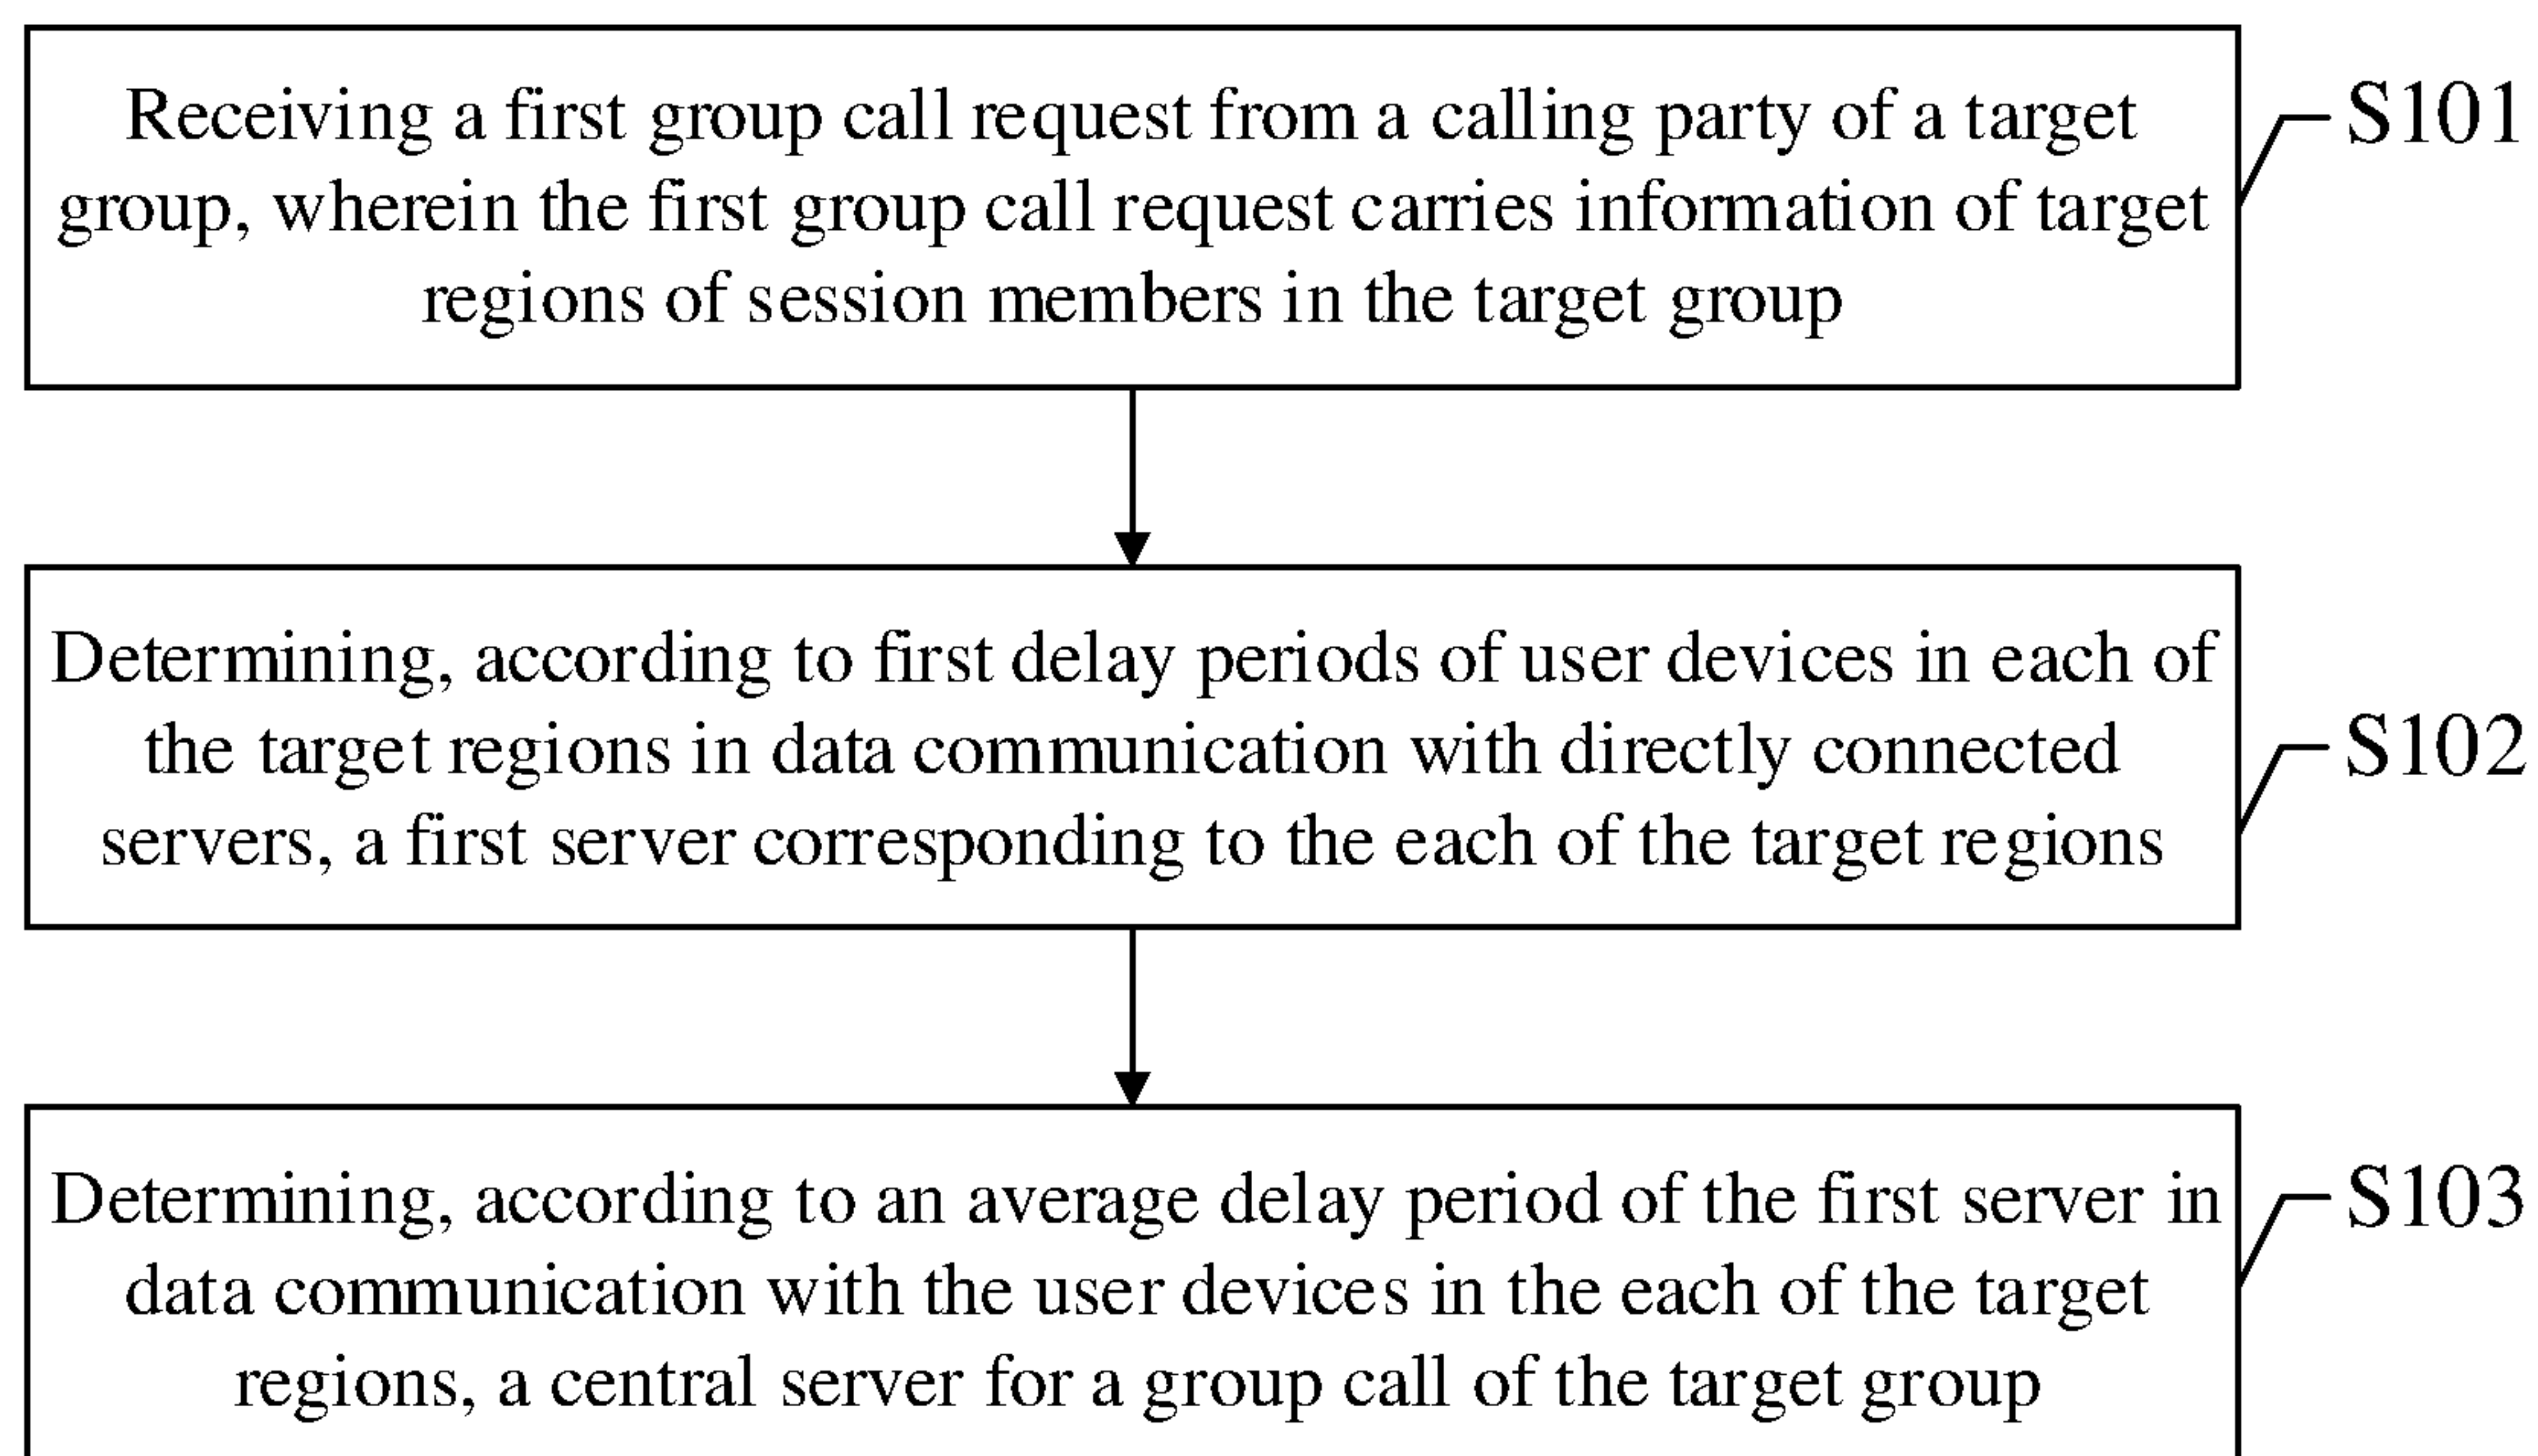 Receiving a first group call request from a calling party of a target
group, wherein the first group call request carries information of target
regions of session members in the target group
S101
Determining, according to first delay periods of user devices in each of
the target regions in data communication with directly connected
servers, a first server corresponding to the each of the target regions
S102
Determining, according to an average delay period of the first server in
data communication with the user devices in the each of the target
regions, a central server for a group call of the target group
S103